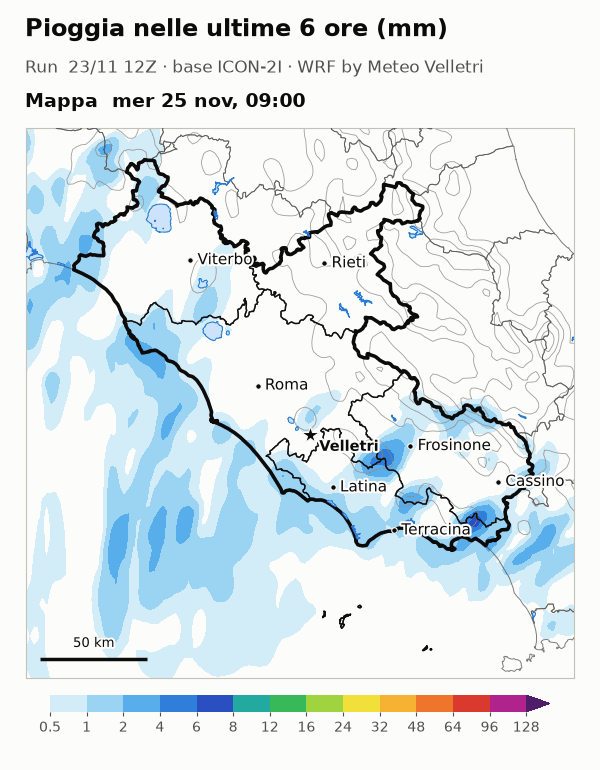 Pioggia nelle ultime 6 ore (mm)
Run 23/11 12Z · base ICON-2I · WRF by Meteo Velletri
Mappa mer 25 nov, 09:00
Viterbo
Rieti
Roma
Velletri
Frosinone
Latina
Cassino
Terracina
50 km
0.5 1 2 4 6 8 12 16 24 32 48 64 96 128